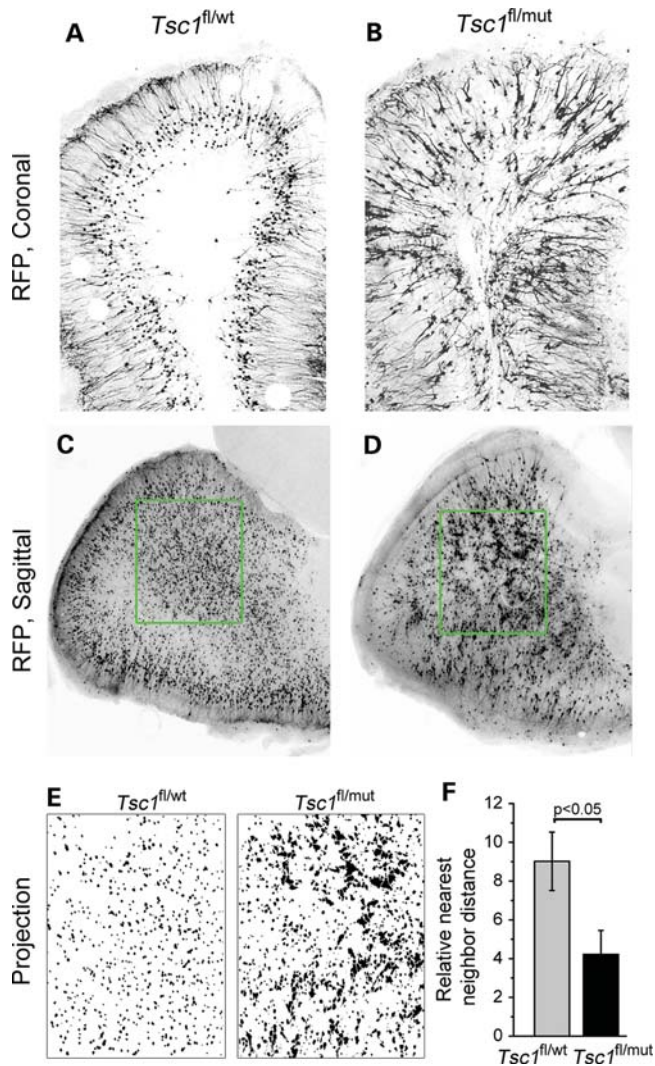 Tsc1fl/wt
Tsc1fl/mut
A
B
RFP, Coronal
C
D
RFP, Sagittal
E
Tsc1fl/wt
Tsc1fl/mut
Projection
F
p<0.05
12
10
8
6
4
2
0
Relative nearest
neighbor distance
Tsc1fl/wt
Tsc1fl/mut